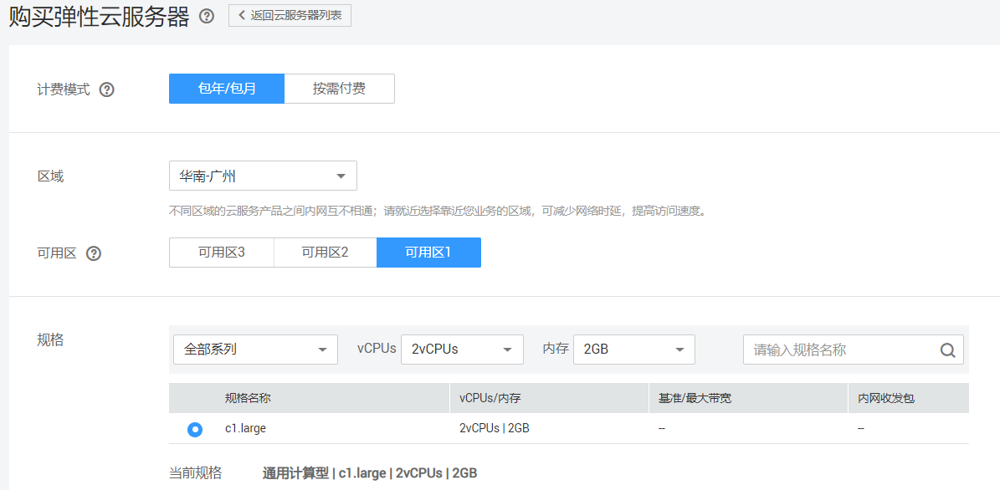 购买弹性云服务器 ? 返回云服务器列表
计费模式 ? 包年/包月 按需付费
区域 华南-广州
不同区域的云服务产品之间内网互不相通；请就近选择靠近您业务的区域，可减少网络时延，提高访问速度。
可用区 ? 可用区3 可用区2 可用区1
规格 全部系列 vCPUs 2vCPUs 内存 2GB 请输入规格名称
规格名称 vCPUs/内存 基准/最大带宽 内网收发包
c1.large 2vCPUs | 2GB -- --
当前规格 通用计算型 | c1.large | 2vCPUs | 2GB